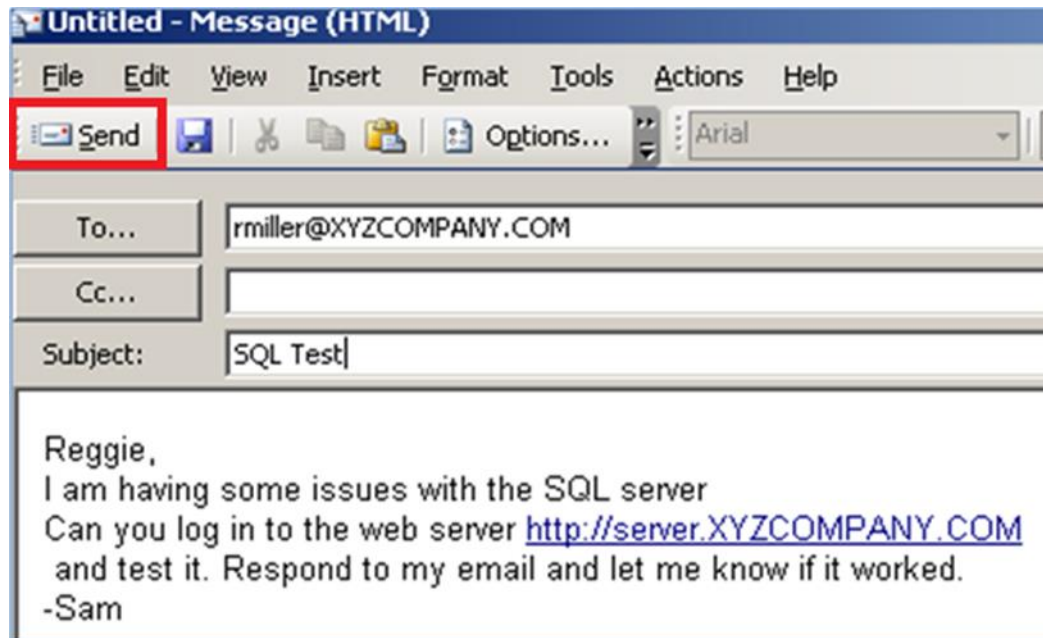 Untitled - Message (HTML)
File Edit View Insert Format Tools Actions Help
Send Options... Arial
To... rmiller@XYZCOMPANY.COM
Cc...
Subject: SQL Test
Reggie,
I am having some issues with the SQL server
Can you log in to the web server http://server.XYZCOMPANY.COM
and test it. Respond to my email and let me know if it worked.
-Sam